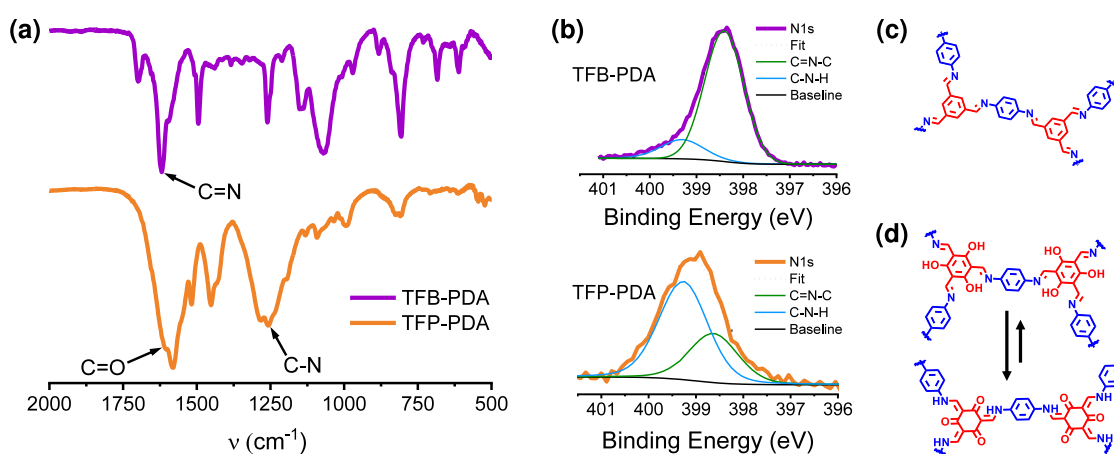 (a)
C=N
C=O
C-N
TFB-PDA
TFP-PDA
2000 1750 1500 1250 1000 750 500
ν (cm⁻¹)
(b)
TFB-PDA
N1s
Fit
C=N-C
C-N-H
Baseline
401 400 399 398 397 396
Binding Energy (eV)
TFP-PDA
N1s
Fit
C=N-C
C-N-H
Baseline
401 400 399 398 397 396
Binding Energy (eV)
(c)
N
N
N
N
N
N
(d)
N
OH
HO
OH
N
N
N
N
OH
HO
OH
N
HN
O
O
O
NH
HN
NH
O
O
O
NH
NH